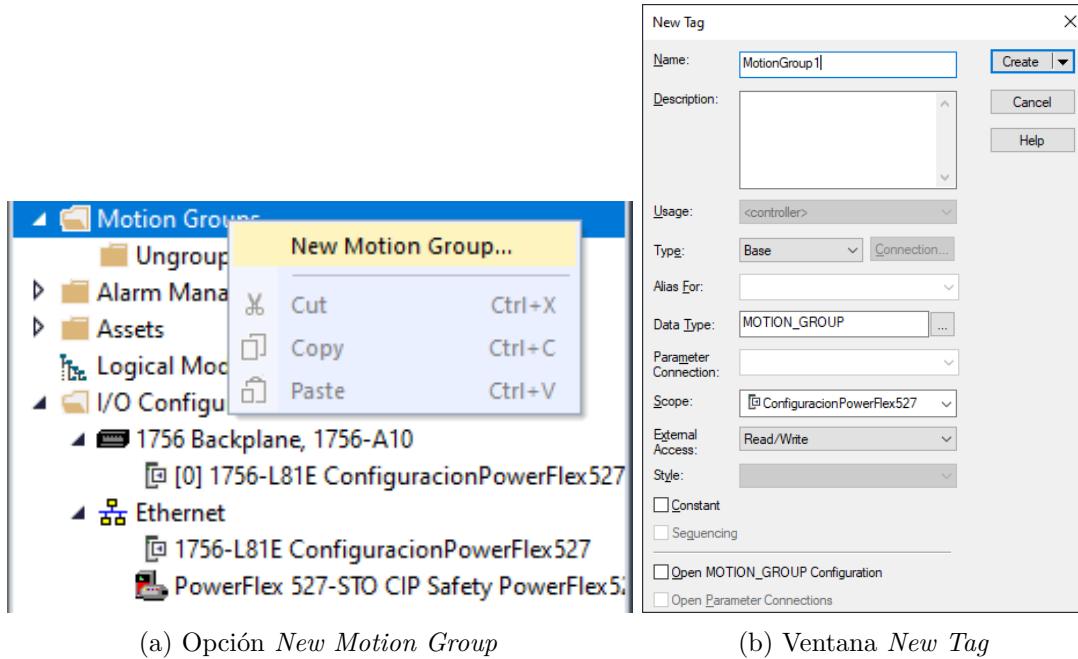 Motion Groups
New Motion Group...
Ungroup
Alarm Mana
Cut Ctrl+X
Assets
Copy Ctrl+C
Logical Mod
Paste Ctrl+V
I/O Configu
1756 Backplane, 1756-A10
[0] 1756-L81E ConfiguracionPowerFlex527
Ethernet
1756-L81E ConfiguracionPowerFlex527
PowerFlex 527-STO CIP Safety PowerFlex52
(a) Opción New Motion Group
New Tag
Name: MotionGroup1 Create
Description: Cancel
Help
Usage: <controller>
Type: Base Connection...
Alias For:
Data Type: MOTION_GROUP ...
Parameter
Connection:
Scope: ConfiguracionPowerFlex527
External
Access: Read/Write
Style:
Constant
Sequencing
Open MOTION_GROUP Configuration
Open Parameter Connections
(b) Ventana New Tag